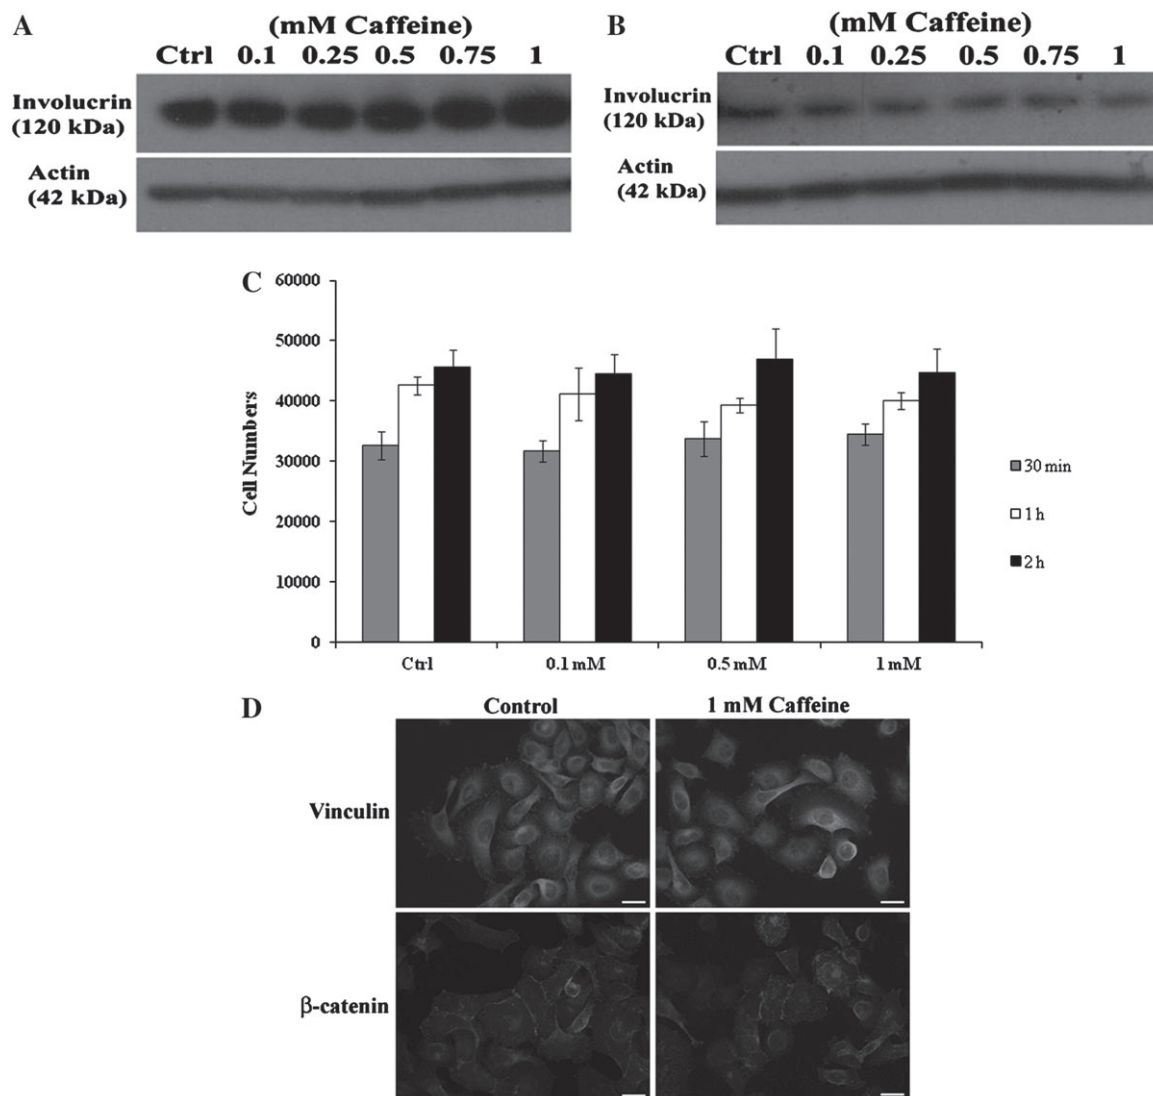 A
(mM Caffeine)
Ctrl 0.1 0.25 0.5 0.75 1
Involucrin
(120 kDa)
Actin
(42 kDa)
B
(mM Caffeine)
Ctrl 0.1 0.25 0.5 0.75 1
Involucrin
(120 kDa)
Actin
(42 kDa)
C
60000
50000
40000
30000
20000
10000
0
Cell Numbers
Ctrl 0.1 mM 0.5 mM 1 mM
30 min
1 h
2 h
D
Control 1 mM Caffeine
Vinculin
β-catenin